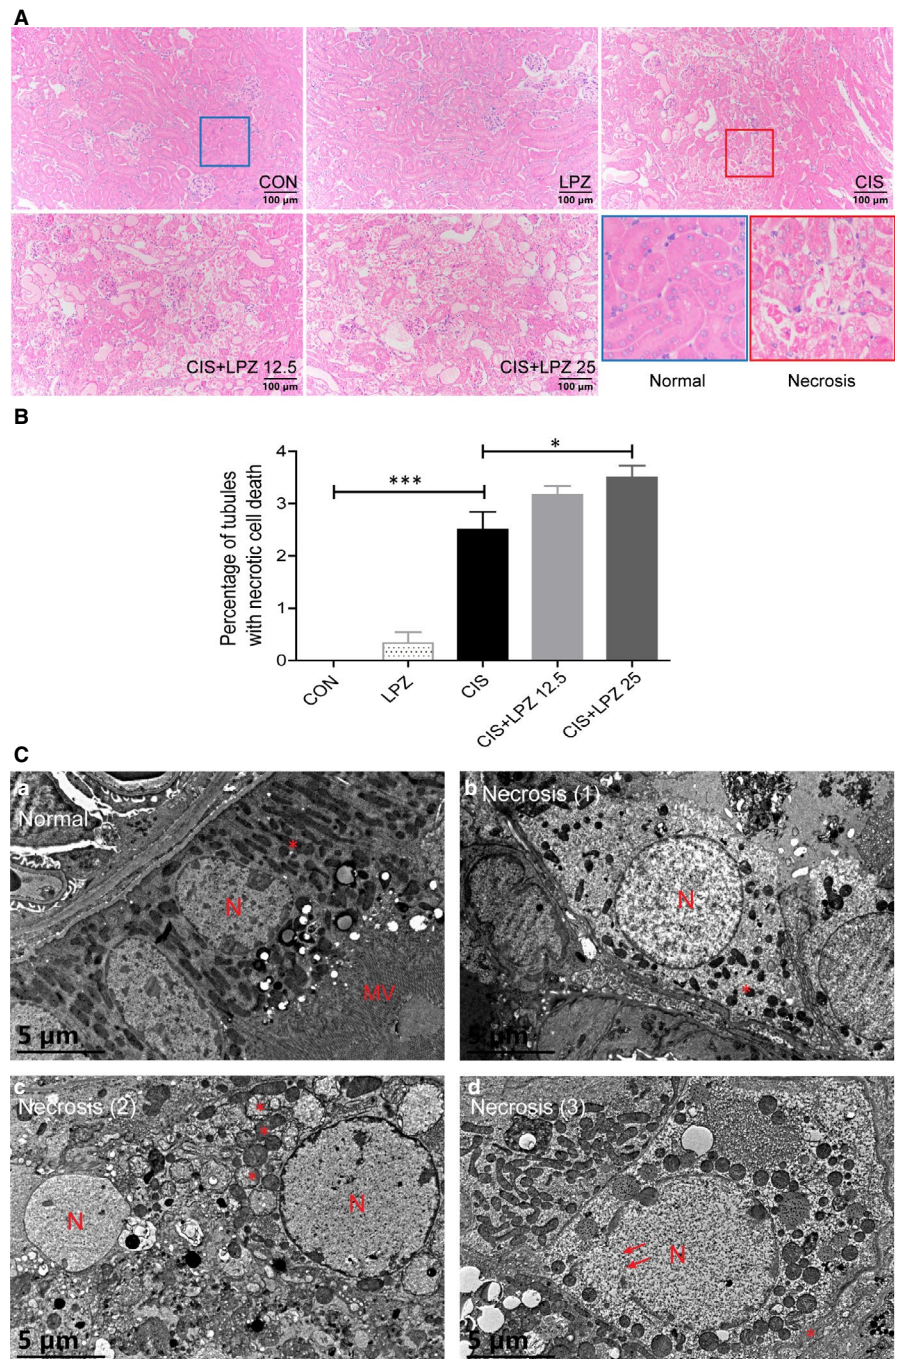 A
CON
100 µm
LPZ
100 µm
CIS
100 µm
CIS+LPZ 12.5
100 µm
CIS+LPZ 25
100 µm
Normal
Necrosis
B
Percentage of tubules
with necrotic cell death
4
3
2
1
0
***
*
CON
LPZ
CIS
CIS+LPZ 12.5
CIS+LPZ 25
C
a
Normal
*
N
MV
5 µm
b
Necrosis (1)
N
*
5 µm
c
Necrosis (2)
*
*
*
N
N
5 µm
d
Necrosis (3)
N
*
5 µm